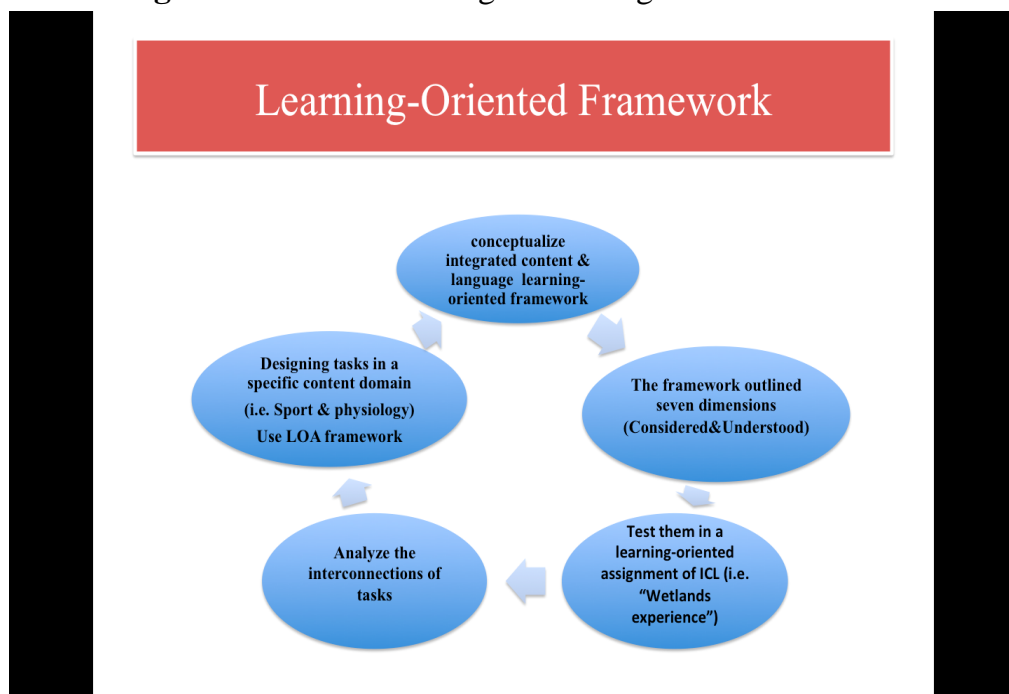 Learning-Oriented Framework
conceptualize
integrated content &
language learning-
oriented framework
The framework outlined
seven dimensions
(Considered&Understood)
Test them in a
learning-oriented
assignment of ICL (i.e.
“Wetlands
experience”)
Analyze the
interconnections of
tasks
Designing tasks in a
specific content domain
(i.e. Sport & physiology)
Use LOA framework